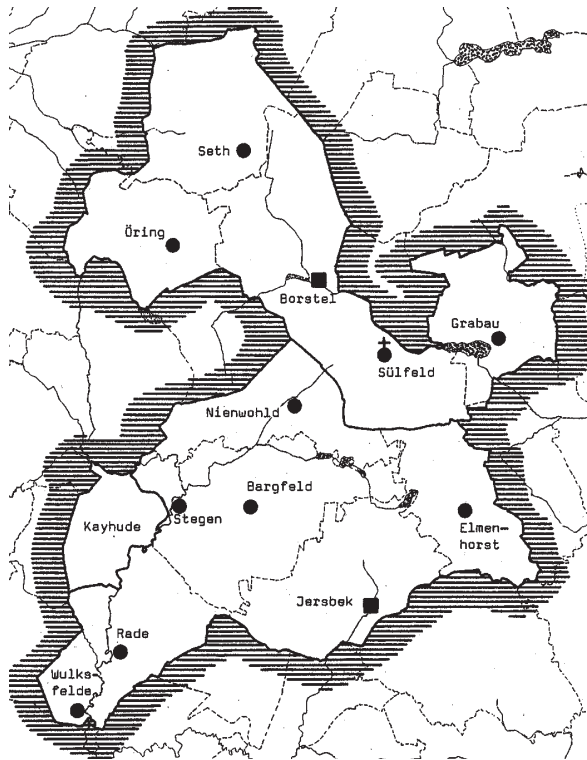 Seth
Öring
Borstel
Grabau
Sülfeld
Nienwohld
Bargfeld
Stegen
Kayhude
Elmen-
horst
Jersbek
Rade
Wulks-
felde